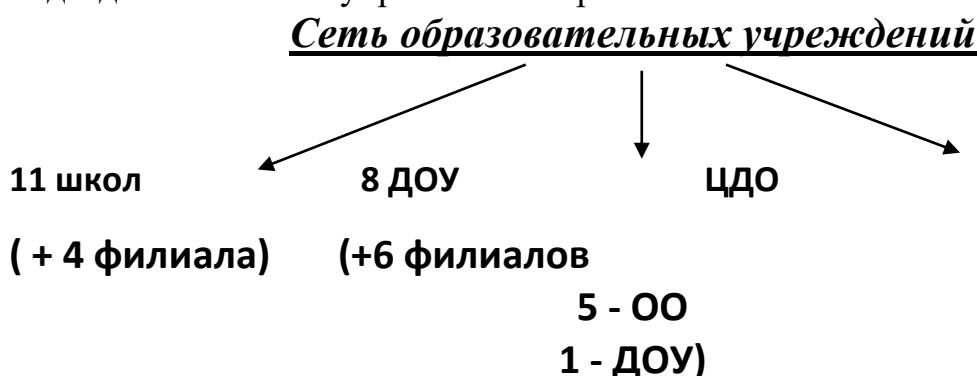 Сеть образовательных учреждений
11 школ 8 ДОУ ЦДО
( + 4 филиала) (+6 филиалов
5 - ОО
1 - ДОУ)